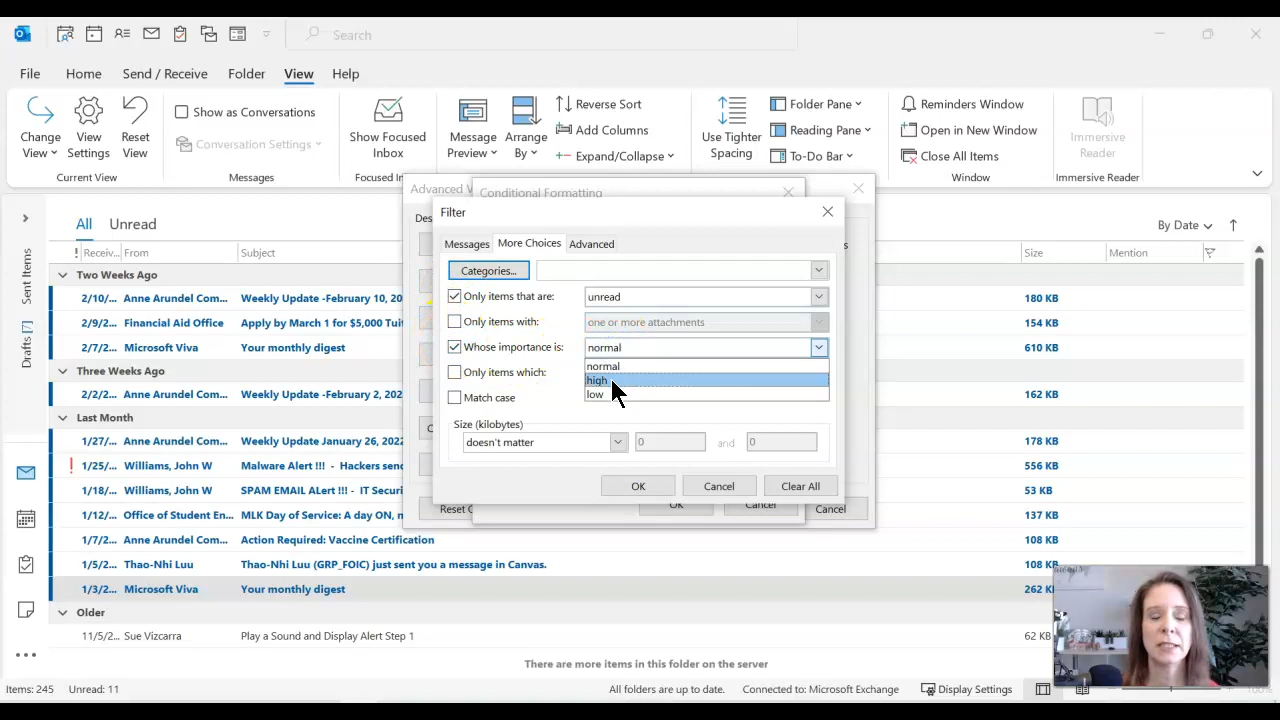 Search
File Home Send / Receive Folder View Help
Change View
View Settings
Reset View
Current View
Show as Conversations
Conversation Settings
Messages
Show Focused Inbox
Focused In
Message Preview
Arrange By
Reverse Sort
Add Columns
Expand/Collapse
Use Tighter Spacing
Folder Pane
Reading Pane
To-Do Bar
Reminders Window
Open in New Window
Close All Items
Window
Immersive Reader
Immersive Reader
Advanced V
Conditional Formatting
Des
Filter
Messages More Choices Advanced
Categories...
Only items that are: unread
Only items with: one or more attachments
Whose importance is: normal
normal
Only items which:
high
low
Match case
Size (kilobytes)
doesn't matter 0 and 0
OK Cancel Clear All
Reset C OK Cancel Cancel
All Unread
By Date
! Receiv... From Subject Size Mention
Sent Items
Drafts [7]
Two Weeks Ago
2/10/... Anne Arundel Com... Weekly Update -February 10, 20 180 KB
2/9/2... Financial Aid Office Apply by March 1 for $5,000 Tuit 154 KB
2/7/2... Microsoft Viva Your monthly digest 610 KB
Three Weeks Ago
2/2/2... Anne Arundel Com... Weekly Update -February 2, 202 162 KB
Last Month
1/27/... Anne Arundel Com... Weekly Update January 26, 2022 178 KB
! 1/25/... Williams, John W Malware Alert !!! - Hackers send 556 KB
1/18/... Williams, John W SPAM EMAIL ALert !!! - IT Securi 53 KB
1/12/... Office of Student En... MLK Day of Service: A day ON, n 137 KB
1/7/2... Anne Arundel Com... Action Required: Vaccine Certification 108 KB
1/5/2... Thao-Nhi Luu Thao-Nhi Luu (GRP_FOIC) just sent you a message in Canvas. 108 KB
1/3/2... Microsoft Viva Your monthly digest 262 KB
Older
11/5/2... Sue Vizcarra Play a Sound and Display Alert Step 1 62 KB
There are more items in this folder on the server
Items: 245 Unread: 11 All folders are up to date. Connected to: Microsoft Exchange Display Settings